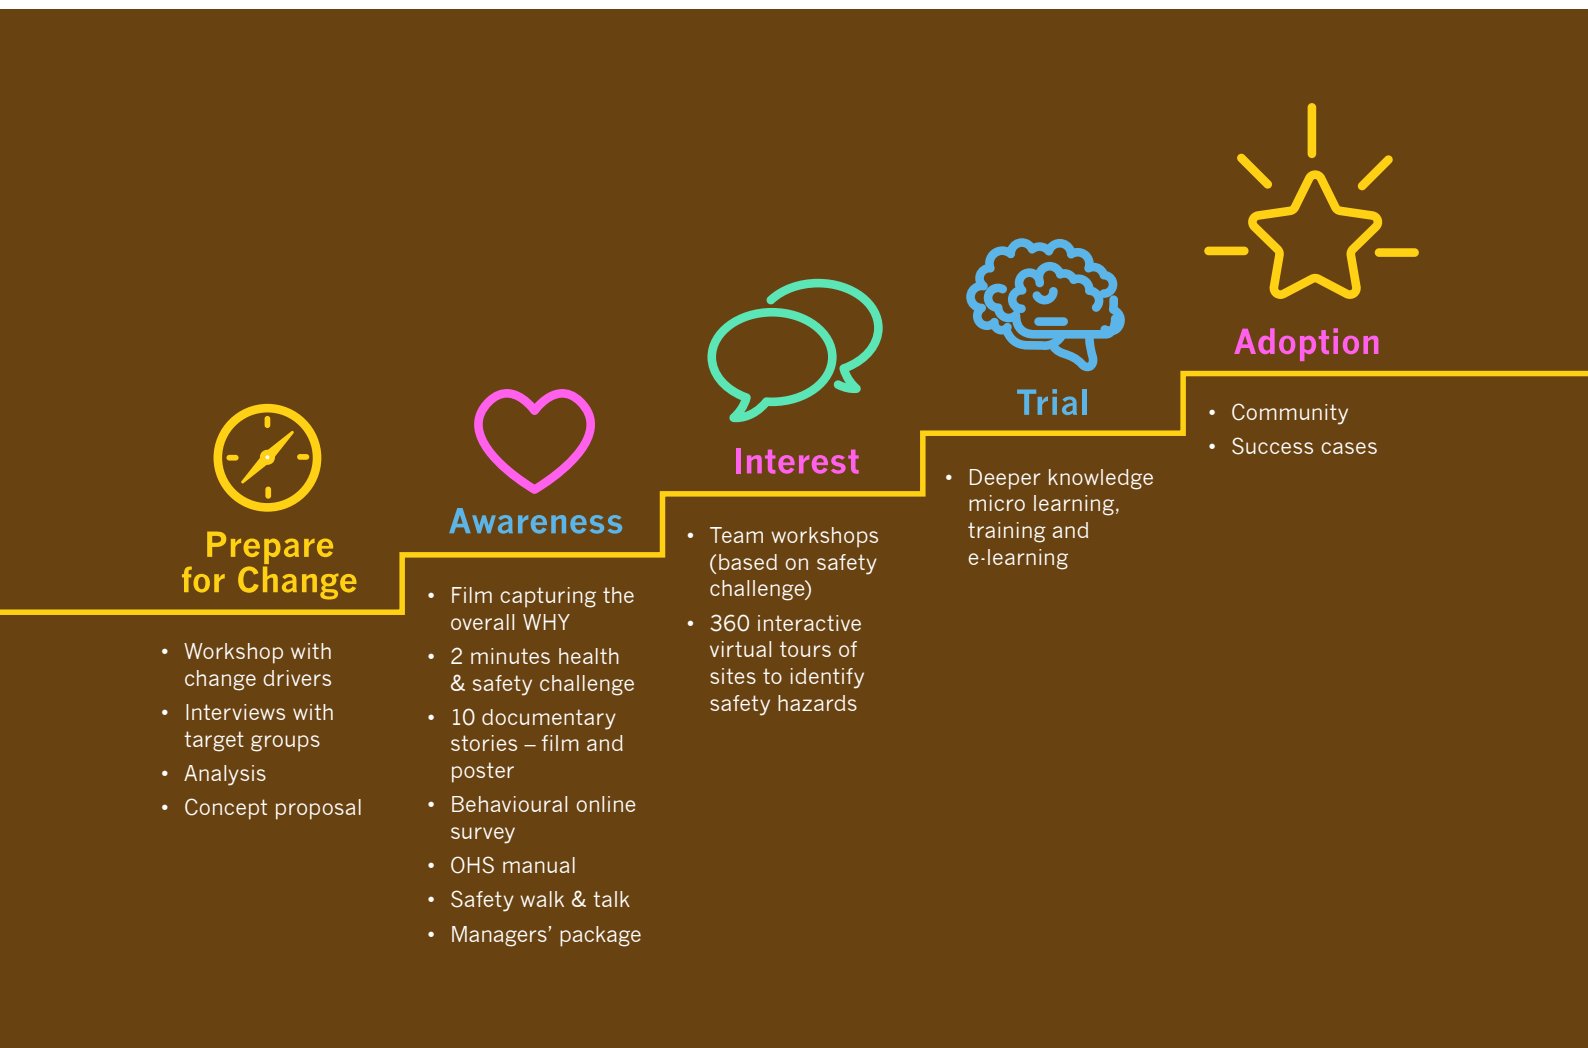 Prepare
for Change
• Workshop with
change drivers
• Interviews with
target groups
• Analysis
• Concept proposal
Awareness
• Film capturing the
overall WHY
• 2 minutes health
& safety challenge
• 10 documentary
stories – film and
poster
• Behavioural online
survey
• OHS manual
• Safety walk & talk
• Managers’ package
Interest
• Team workshops
(based on safety
challenge)
• 360 interactive
virtual tours of
sites to identify
safety hazards
Trial
• Deeper knowledge
micro learning,
training and
e-learning
Adoption
• Community
• Success cases